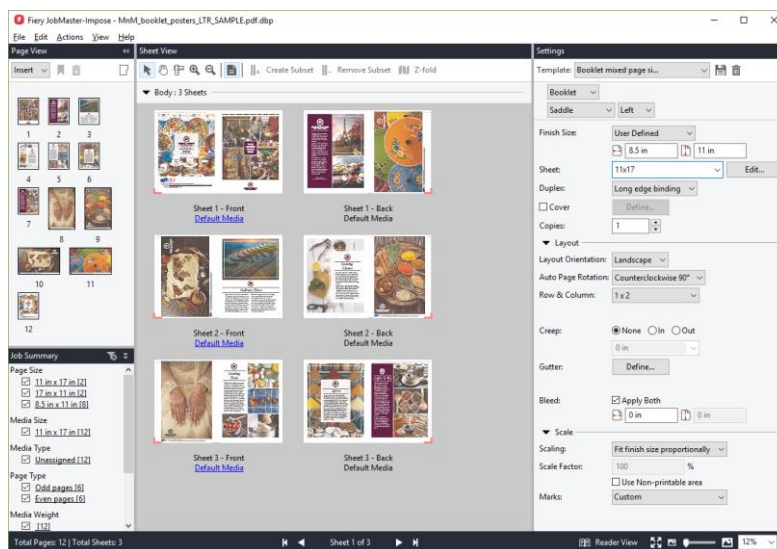 Fiery JobMaster-Impose - MnM_booklet_posters_LTR_SAMPLE.pdf.dbp
File Edit Actions View Help
Page View
Insert
1 2 3
4 5 6
7 8 9
10 11
12
Job Summary
Page Size
11 in x 17 in [2]
17 in x 11 in [2]
8.5 in x 11 in [8]
Media Size
11 in x 17 in [12]
Media Type
Unassigned [12]
Page Type
Odd pages [6]
Even pages [6]
Media Weight
[12]
Sheet View
Create Subset Remove Subset Z-fold
Body : 3 Sheets
Sheet 1 - Front
Default Media
Sheet 1 - Back
Default Media
Sheet 2 - Front
Default Media
Sheet 2 - Back
Default Media
Sheet 3 - Front
Default Media
Sheet 3 - Back
Default Media
Settings
Template: Booklet mixed page si...
Booklet
Saddle Left
Finish Size: User Defined
8.5 in 11 in
Sheet: 11x17 Edit...
Duplex: Long edge binding
Cover Define...
Copies: 1
Layout
Layout Orientation: Landscape
Auto Page Rotation: Counterclockwise 90°
Row & Column: 1 x 2
Creep: None In Out
0 in
Gutter: Define...
Bleed: Apply Both
0 in 0 in
Scale
Scaling: Fit finish size proportionally
Scale Factor: 100 %
Use Non-printable area
Marks: Custom
Total Pages: 12 | Total Sheets: 3
Sheet 1 of 3
Reader View 12%